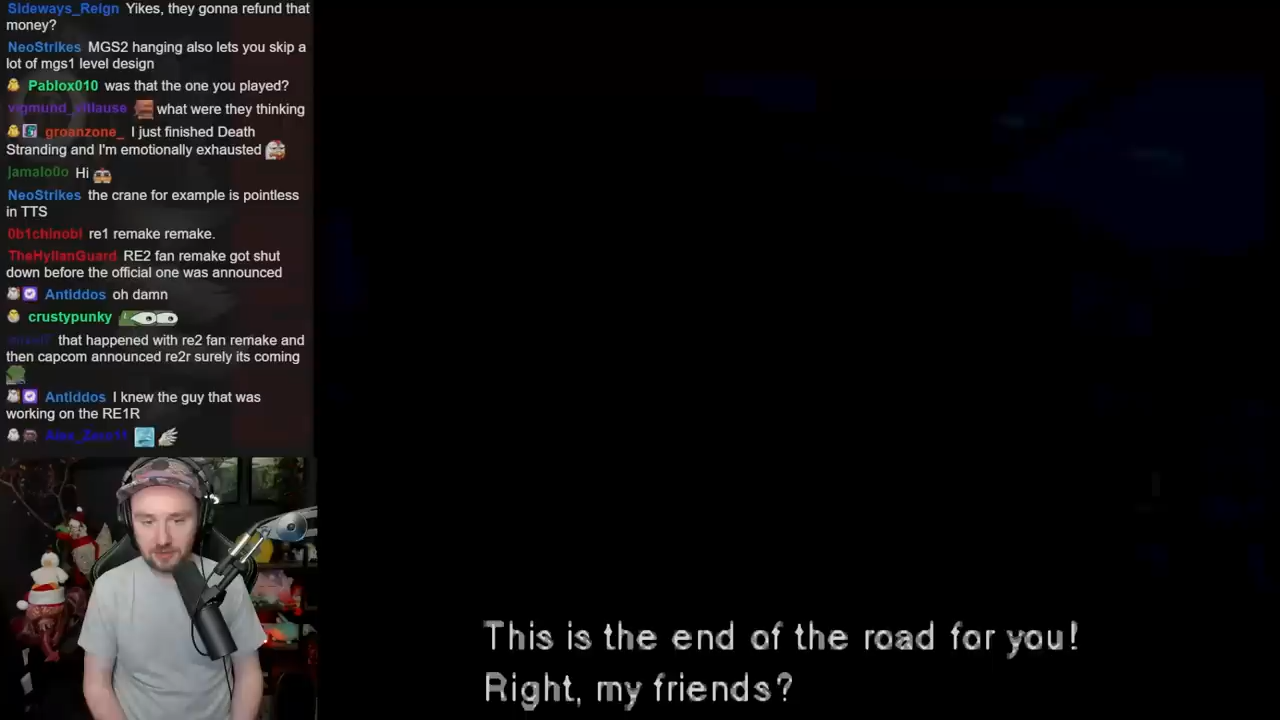 Sideways_Reign Yikes, they gonna refund that
money?
NeoStrikes MGS2 hanging also lets you skip a
lot of mgs1 level design
Pablox010 was that the one you played?
vigmund_vitlause what were they thinking
groanzone_ I just finished Death
Stranding and I'm emotionally exhausted
jamalo0o Hi
NeoStrikes the crane for example is pointless
in TTS
0b1chinobi re1 remake remake.
TheHylianGuard RE2 fan remake got shut
down before the official one was announced
Antiddos oh damn
crustypunky
that happened with re2 fan remake and
then capcom announced re2r surely its coming
Antiddos I knew the guy that was
working on the RE1R
Alex_Zero11
This is the end of the road for you!
Right, my friends?